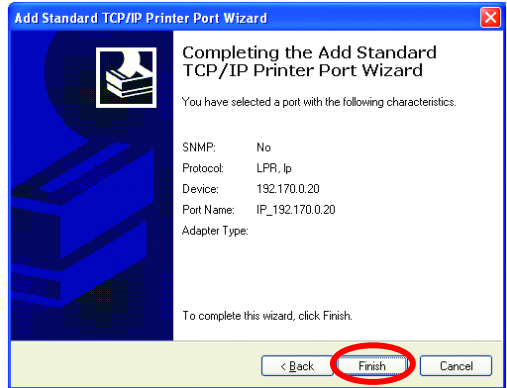 Add Standard TCP/IP Printer Port Wizard
Completing the Add Standard
TCP/IP Printer Port Wizard
You have selected a port with the following characteristics.
SNMP: No
Protocol: LPR, lp
Device: 192.170.0.20
Port Name: IP_192.170.0.20
Adapter Type:
To complete this wizard, click Finish.
< Back Finish Cancel